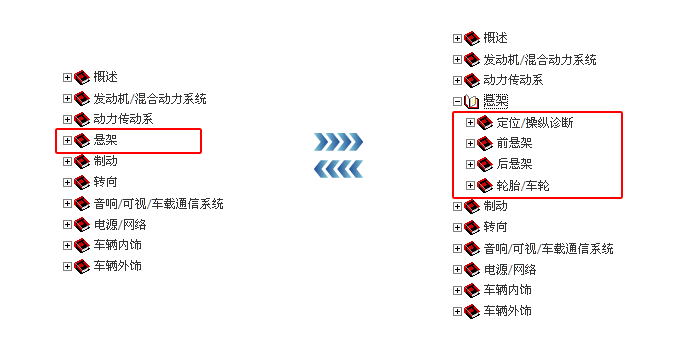 概述
发动机/混合动力系统
动力传动系
悬架
制动
转向
音响/可视/车载通信系统
电源/网络
车辆内饰
车辆外饰
概述
发动机/混合动力系统
动力传动系
悬架
定位/操纵诊断
前悬架
后悬架
轮胎/车轮
制动
转向
音响/可视/车载通信系统
电源/网络
车辆内饰
车辆外饰